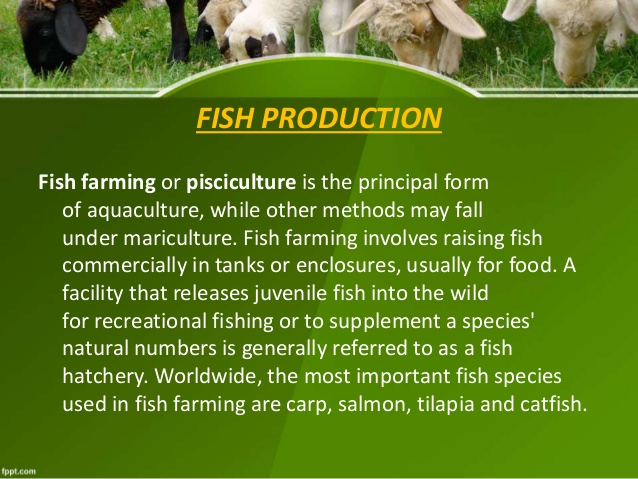 FISH PRODUCTION
Fish farming or pisciculture is the principal form
of aquaculture, while other methods may fall
under mariculture. Fish farming involves raising fish
commercially in tanks or enclosures, usually for food. A
facility that releases juvenile fish into the wild
for recreational fishing or to supplement a species'
natural numbers is generally referred to as a fish
hatchery. Worldwide, the most important fish species
used in fish farming are carp, salmon, tilapia and catfish.
fppt.com